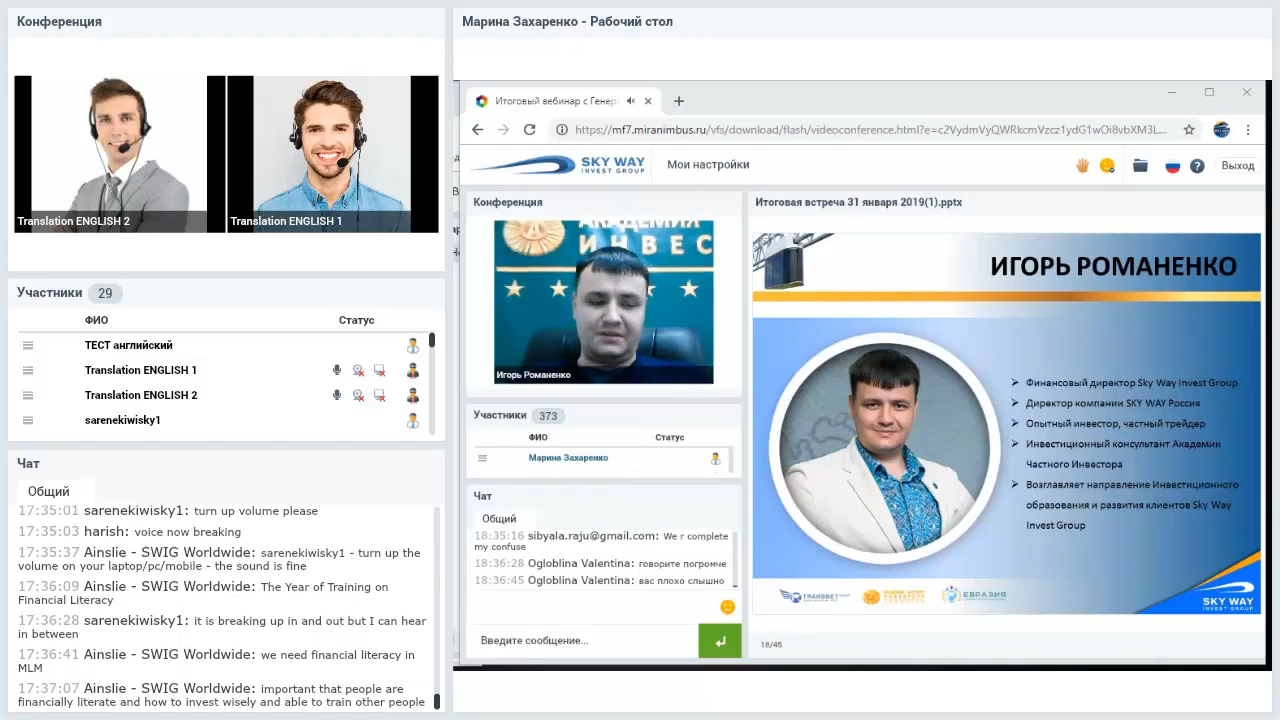 Конференция
Translation ENGLISH 2
Translation ENGLISH 1
Участники 29
ФИО Статус
ТЕСТ английский
Translation ENGLISH 1
Translation ENGLISH 2
sarenekiwisky1
Чат
Общий
17:35:01 sarenekiwisky1: turn up volume please
17:35:03 harish: voice now breaking
17:35:37 Ainslie - SWIG Worldwide: sarenekiwisky1 - turn up the
volume on your laptop/pc/mobile - the sound is fine
17:36:09 Ainslie - SWIG Worldwide: The Year of Training on
Financial Literacy
17:36:28 sarenekiwisky1: it is breaking up in and out but I can hear
in between
17:36:41 Ainslie - SWIG Worldwide: we need financial literacy in
MLM
17:37:07 Ainslie - SWIG Worldwide: important that people are
financially literate and how to invest wisely and able to train other people
Марина Захаренко - Рабочий стол
Итоговый вебинар с Генер
https://mf7.miranimbus.ru/vfs/download/flash/videoconference.html?e=c2VydmVyQWRkcmVzcz1ydG1wOi8vbXM3L...
SKY WAY
INVEST GROUP
Мои настройки
Выход
Конференция
АКАДЕМИЯ
ИНВЕС
Игорь Романенко
Участники 373
ФИО Статус
Марина Захаренко
Чат
Общий
18:35:16 sibyala.raju@gmail.com: We r complete
my confuse
18:36:28 Ogloblina Valentina: говорите погромче
18:36:45 Ogloblina Valentina: вас плохо слышно
Введите сообщение...
Итоговая встреча 31 января 2019(1).pptx
ИГОРЬ РОМАНЕНКО
Финансовый директор Sky Way Invest Group
Директор компании SKY WAY Россия
Опытный инвестор, частный трейдер
Инвестиционный консультант Академии
Частного Инвестора
Возглавляет направление Инвестиционного
образования и развития клиентов Sky Way
Invest Group
TRANSNET
ЕВРАЗИЯ
SKY WAY
INVEST GROUP
18/45